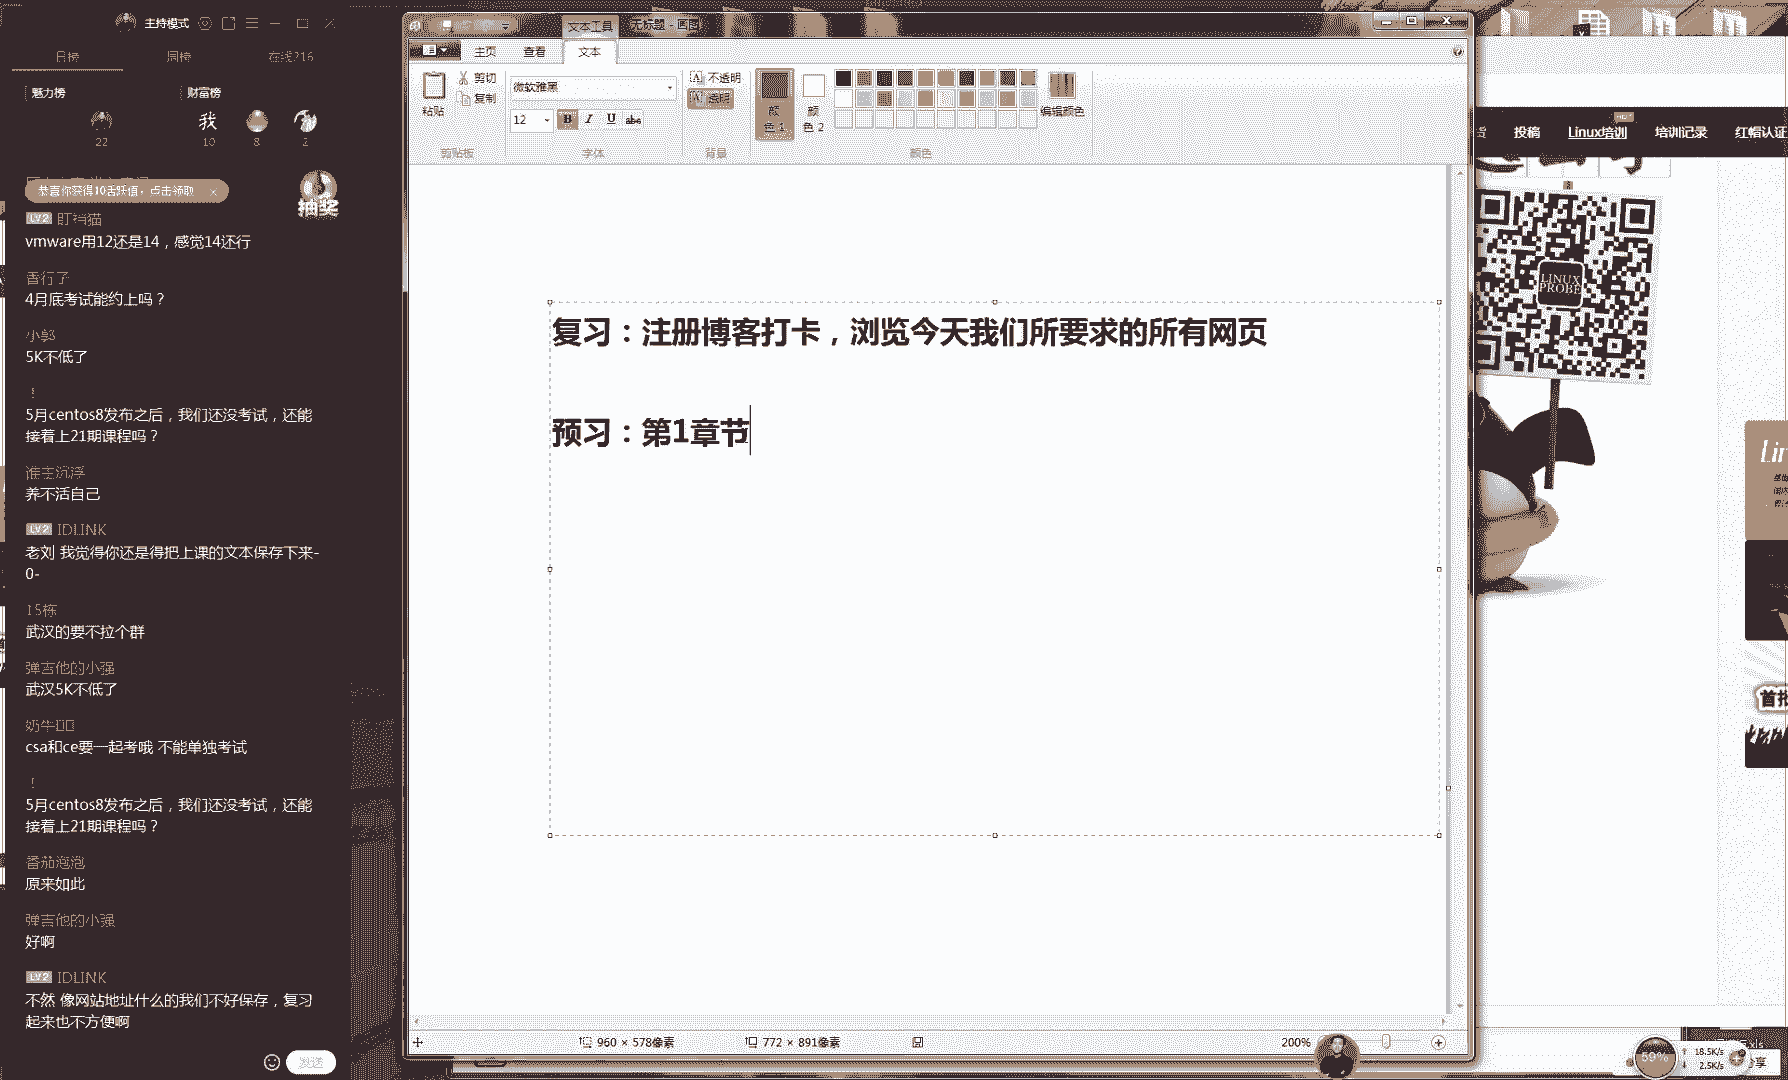 主持模式
日榜
周榜
在线216
魅力榜
财富榜
我
22
10
8
2
恭喜你获得10活跃值，点击领取
抽奖
LV2 盯裆猫
vmware用12还是14，感觉14还行
香行了
4月底考试能约上吗？
小郭
5K不低了
！
5月centos8发布之后，我们还没考试，还能
接着上21期课程吗？
谁主沉浮
养不活自己
LV2 IDLINK
老刘 我觉得你还是得把上课的文本保存下来-
0-
15栋
武汉的要不拉个群
弹吉他的小强
武汉5K不低了
csa和ce要一起考哦 不能单独考试
！
5月centos8发布之后，我们还没考试，还能
接着上21期课程吗？
番茄泡泡
原来如此
弹吉他的小强
好啊
LV2 IDLINK
不然 像网站地址什么的我们不好保存，复习
起来也不方便啊
发送
文本工具
无标题 - 画图
主页
查看
文本
粘贴
剪切
复制
剪贴板
微软雅黑
12
B I U abc
字体
不透明
透明
背景
颜
色 1
颜
色 2
编辑颜色
颜色
复习：注册博客打卡，浏览今天我们所要求的所有网页
预习：第1章节
960 × 578像素
772 × 891像素
200%
投稿
Linux培训
培训记录
红帽认证
LINUX
PROBE
Lin
首批
.xls
59%
18.5K/s
2.5K/s
分享